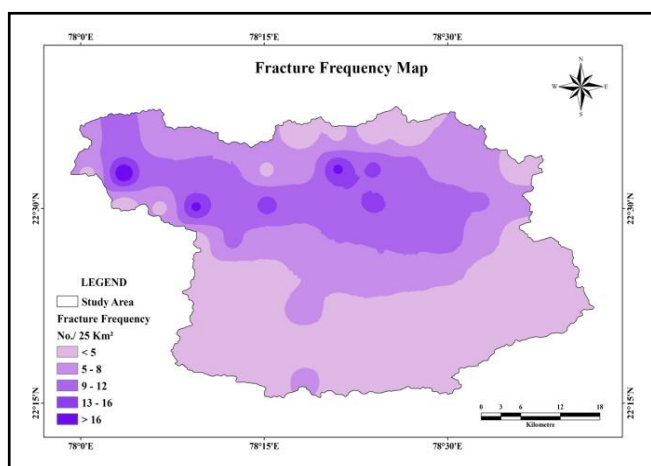 78°0'E 78°15'E 78°30'E
Fracture Frequency Map
N
W E
S
22°30'N 22°30'N
LEGEND
Study Area
Fracture Frequency
No./ 25 Km²
< 5
5 - 8
9 - 12
13 - 16
> 16
22°15'N 22°15'N
0 3 6 12 18
Kilometre
78°0'E 78°15'E 78°30'E